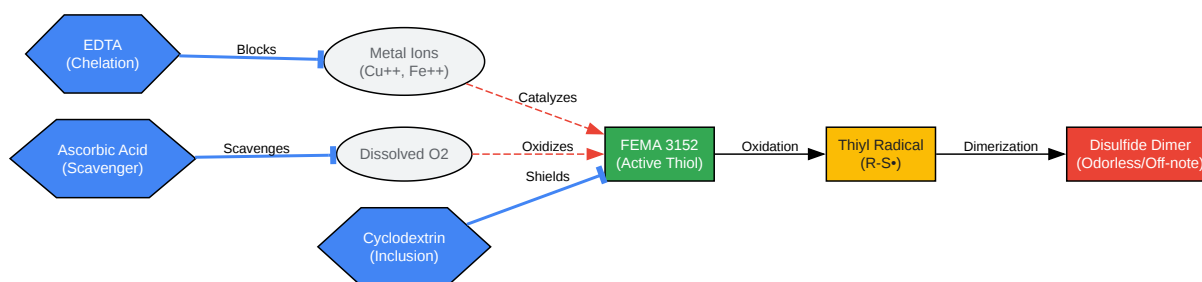 EDTA
(Chelation)
Blocks
Metal Ions
(Cu++, Fe++)
Catalyzes
Ascorbic Acid
(Scavenger)
Scavenges
Dissolved O2
Oxidizes
Shields
Cyclodextrin
(Inclusion)
FEMA 3152
(Active Thiol)
Oxidation
Thiyl Radical
(R-S•)
Dimerization
Disulfide Dimer
(Odorless/Off-note)